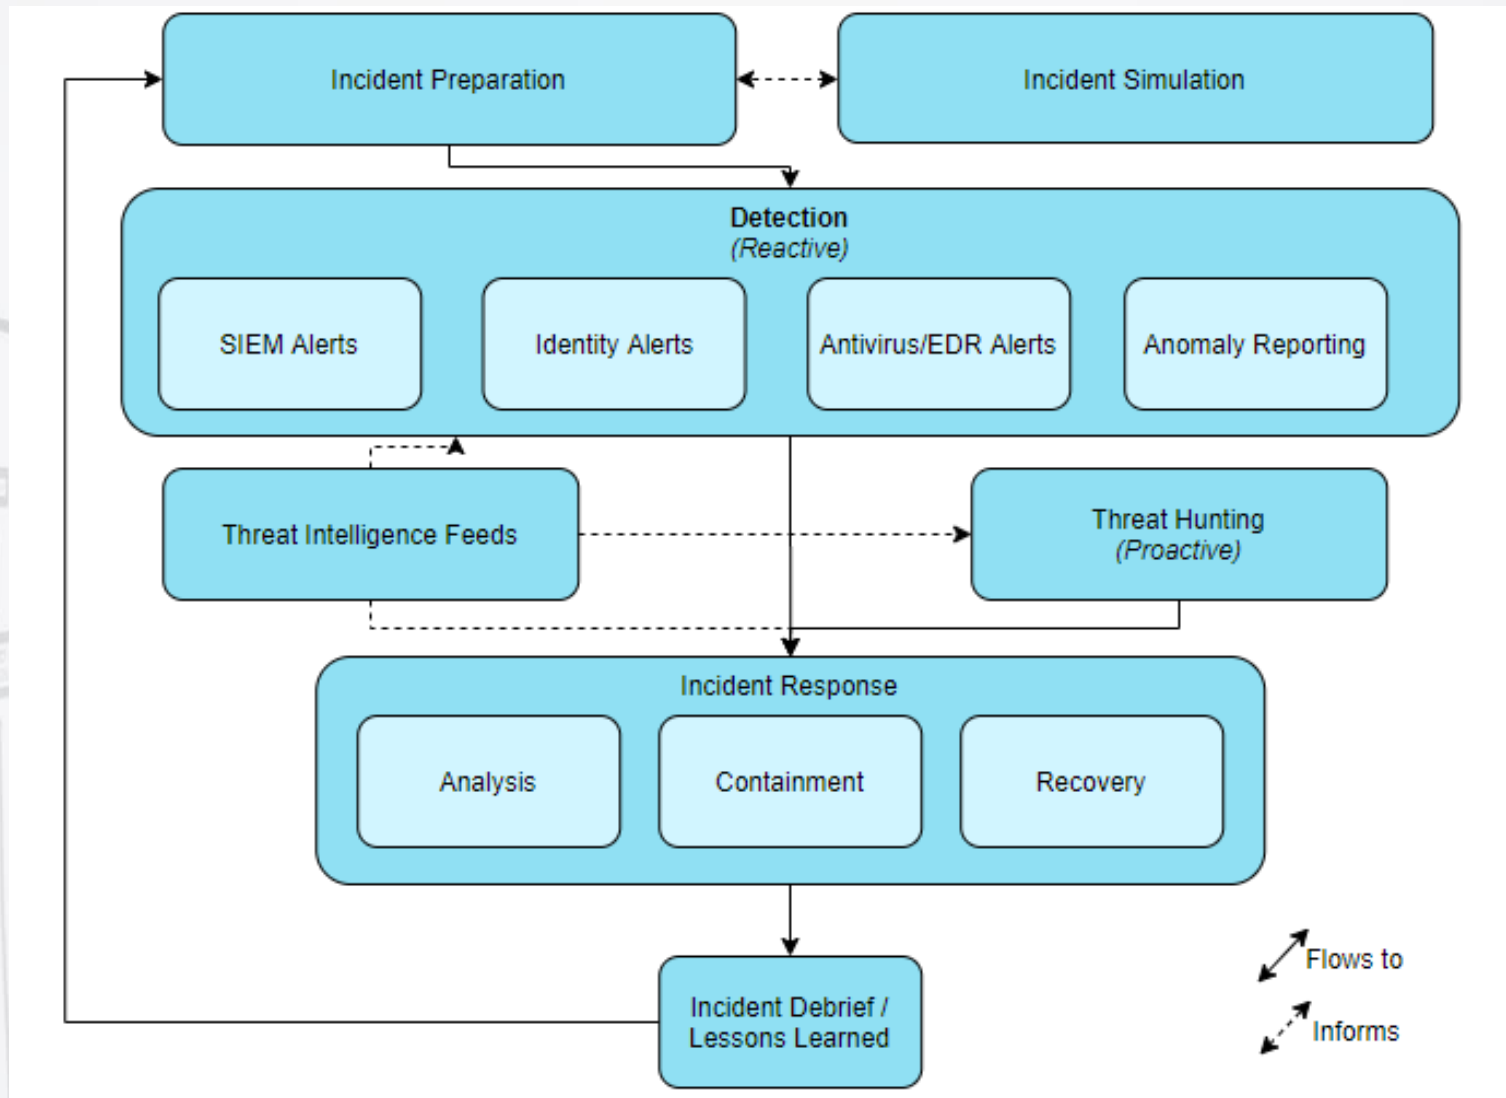 Incident Preparation
Incident Simulation
Detection
(Reactive)
SIEM Alerts
Identity Alerts
Antivirus/EDR Alerts
Anomaly Reporting
Threat Intelligence Feeds
Threat Hunting
(Proactive)
Incident Response
Analysis
Containment
Recovery
Incident Debrief /
Lessons Learned
Flows to
Informs